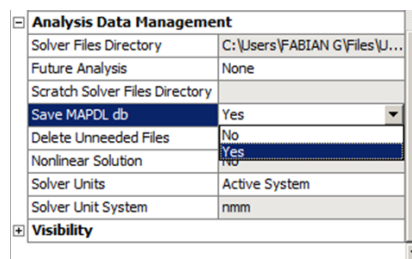 Analysis Data Management
Solver Files Directory C:\Users\FABIAN G\Files\U...
Future Analysis None
Scratch Solver Files Directory
Save MAPDL db Yes
Delete Unneeded Files No
Yes
Nonlinear Solution No
Solver Units Active System
Solver Unit System nmm
Visibility